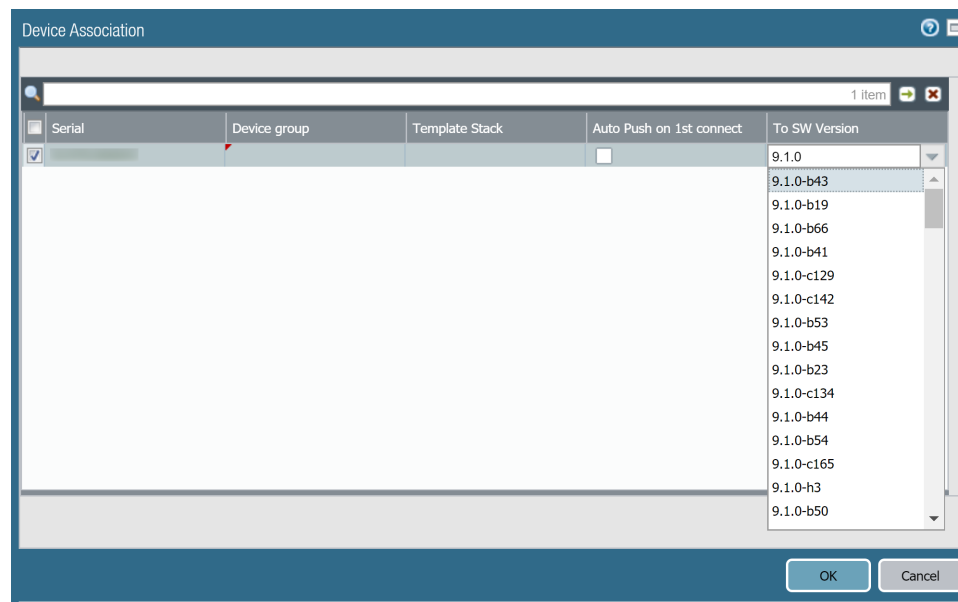 Device Association
1 item
Serial Device group Template Stack Auto Push on 1st connect To SW Version
9.1.0
9.1.0-b43
9.1.0-b19
9.1.0-b66
9.1.0-b41
9.1.0-c129
9.1.0-c142
9.1.0-b53
9.1.0-b45
9.1.0-b23
9.1.0-c134
9.1.0-b44
9.1.0-b54
9.1.0-c165
9.1.0-h3
9.1.0-b50
OK Cancel